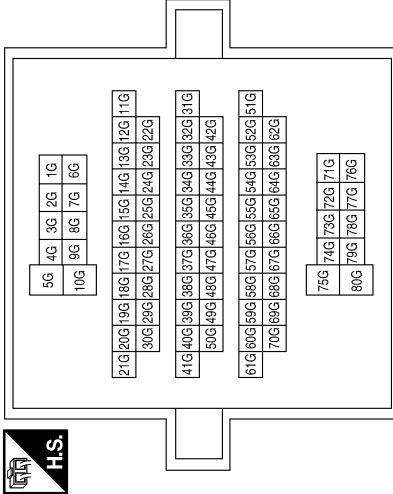 H.S.
5G 4G 3G 2G 1G
10G 9G 8G 7G 6G
21G 20G 19G 18G 17G 16G 15G 14G 13G 12G 11G
30G 29G 28G 27G 26G 25G 24G 23G 22G
41G 40G 39G 38G 37G 36G 35G 34G 33G 32G 31G
50G 49G 48G 47G 46G 45G 44G 43G 42G
61G 60G 59G 58G 57G 56G 55G 54G 53G 52G 51G
70G 69G 68G 67G 66G 65G 64G 63G 62G
75G 74G 73G 72G 71G
80G 79G 78G 77G 76G